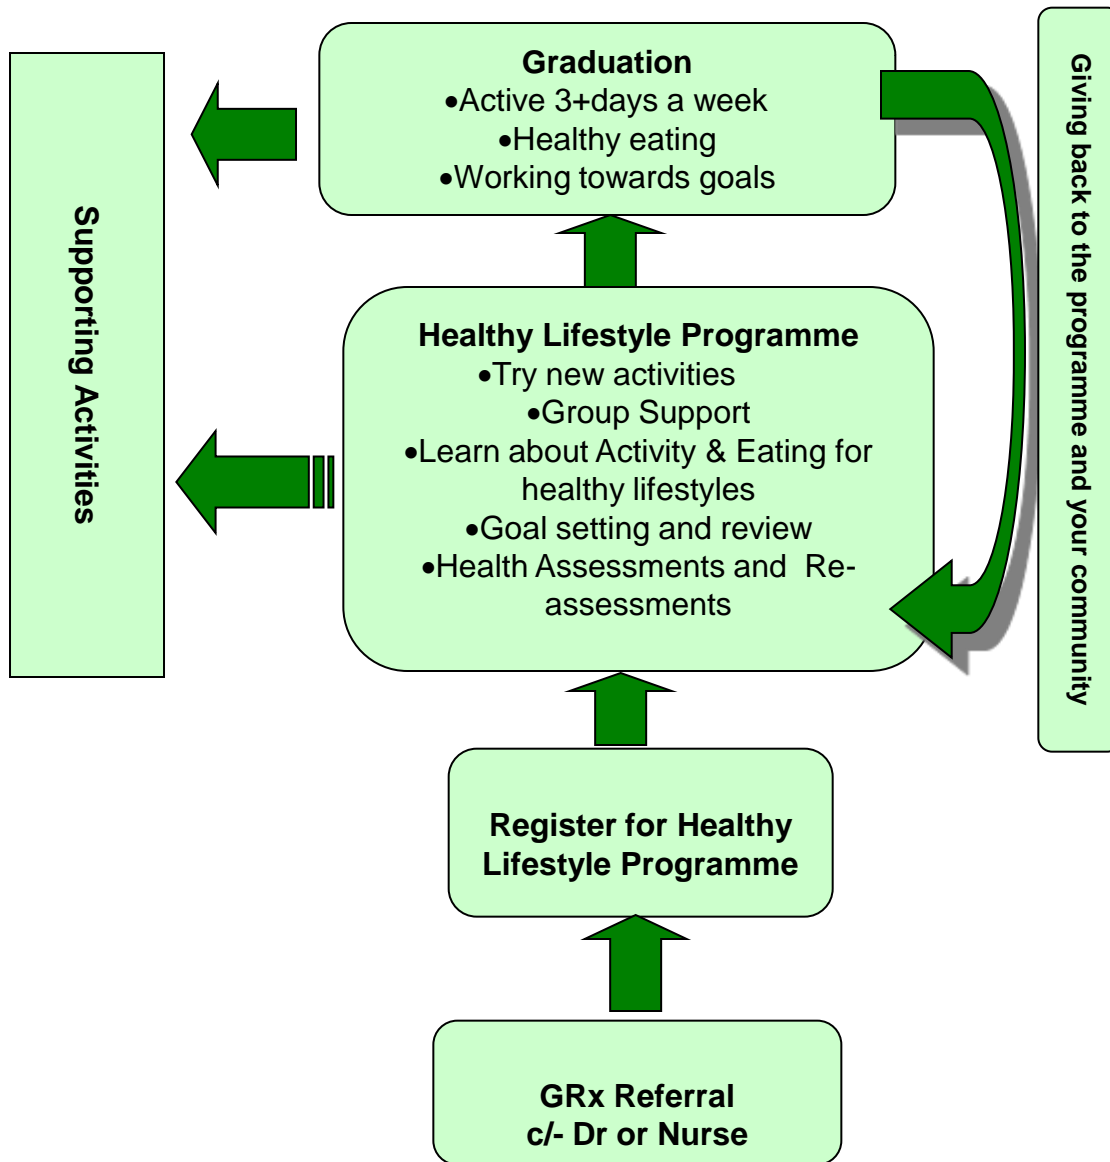 Graduation
•Active 3+days a week
•Healthy eating
•Working towards goals
Supporting Activities
Giving back to the programme and your community
Healthy Lifestyle Programme
•Try new activities
•Group Support
•Learn about Activity & Eating for
healthy lifestyles
•Goal setting and review
•Health Assessments and  Re-
assessments
Register for Healthy
Lifestyle Programme
GRx Referral
c/- Dr or Nurse